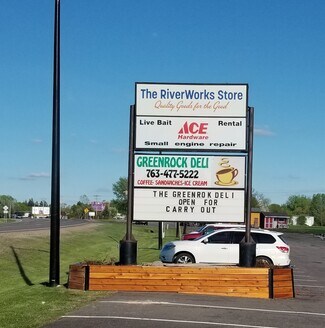 The RiverWorks Store
Quality Goods for the Good
Live Bait
ACE
Rental
Hardware
Small engine repair
GREENROCK DELI
763-477-5222
COFFEE- SANDWICHES -ICE CREAM
THE GREENROK DELI
OPEN FOR
CARRY OUT